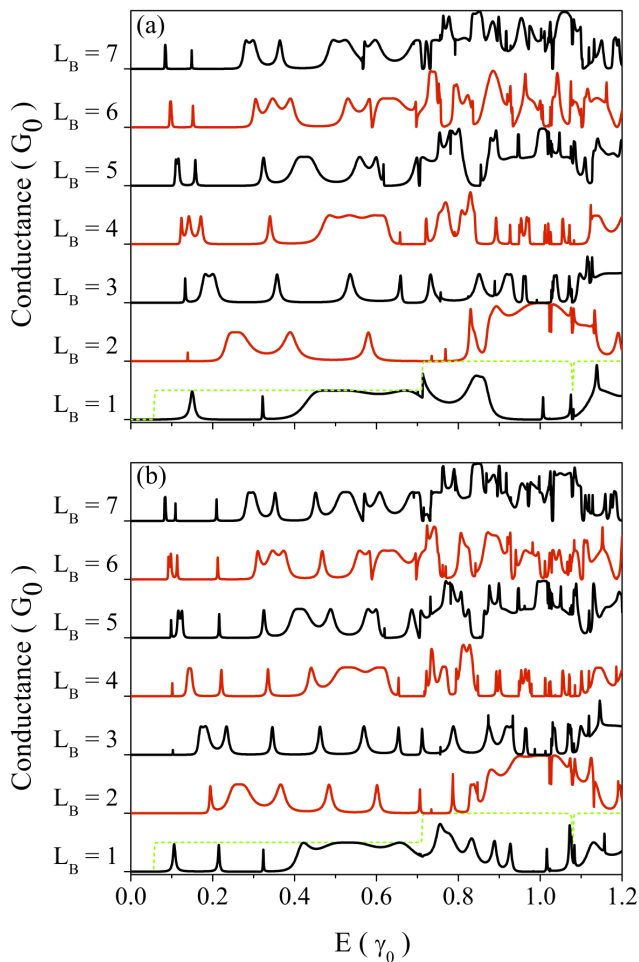 (a)
L_B = 7
L_B = 6
L_B = 5
L_B = 4
L_B = 3
L_B = 2
L_B = 1
Conductance ( G_0 )
(b)
L_B = 7
L_B = 6
L_B = 5
L_B = 4
L_B = 3
L_B = 2
L_B = 1
Conductance ( G_0 )
0.0 0.2 0.4 0.6 0.8 1.0 1.2
E ( γ_0 )